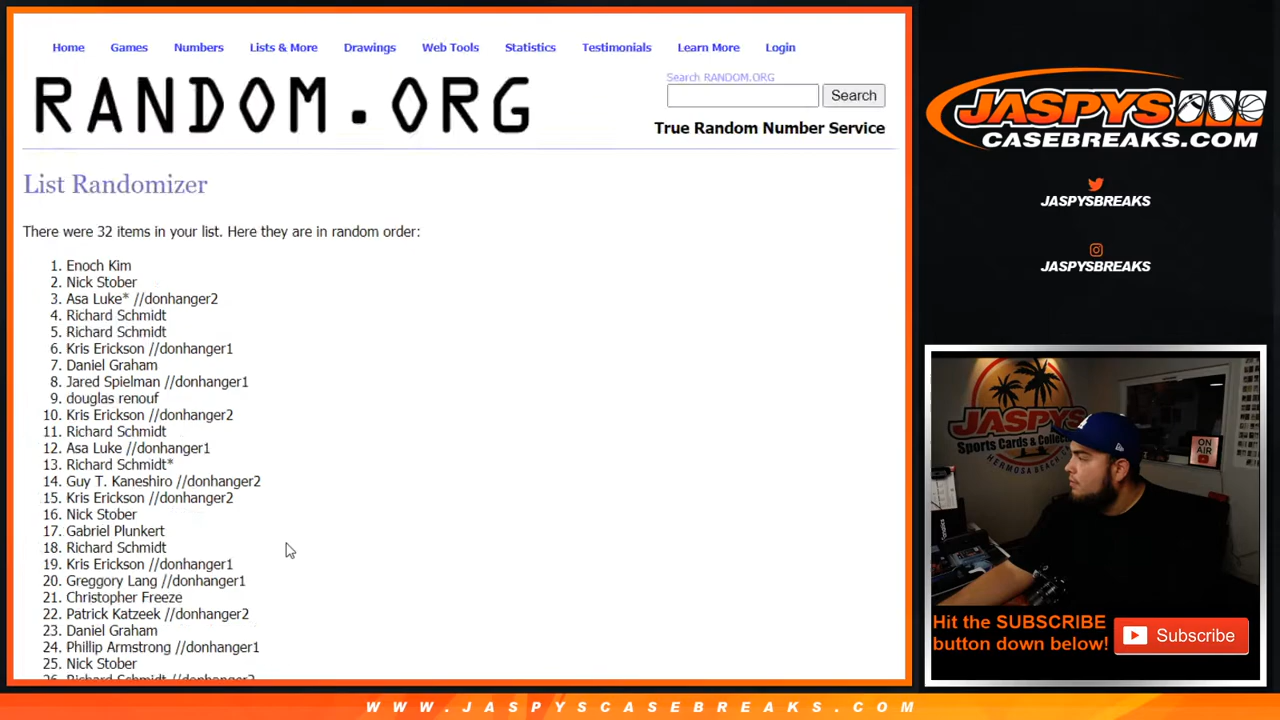 Home Games Numbers Lists & More Drawings Web Tools Statistics Testimonials Learn More Login
RANDOM.ORG
Search RANDOM.ORG
Search
True Random Number Service
List Randomizer
There were 32 items in your list. Here they are in random order:
1. Enoch Kim
2. Nick Stober
3. Asa Luke* //donhanger2
4. Richard Schmidt
5. Richard Schmidt
6. Kris Erickson //donhanger1
7. Daniel Graham
8. Jared Spielman //donhanger1
9. douglas renouf
10. Kris Erickson //donhanger2
11. Richard Schmidt
12. Asa Luke //donhanger1
13. Richard Schmidt*
14. Guy T. Kaneshiro //donhanger2
15. Kris Erickson //donhanger2
16. Nick Stober
17. Gabriel Plunkert
18. Richard Schmidt
19. Kris Erickson //donhanger1
20. Greggory Lang //donhanger1
21. Christopher Freeze
22. Patrick Katzeek //donhanger2
23. Daniel Graham
24. Phillip Armstrong //donhanger1
25. Nick Stober
26. Richard Schmidt //donhanger2
JASPYS
CASEBREAKS.COM
JASPYSBREAKS
JASPYSBREAKS
JASPYS
Sports Cards & Collec
HERMOSA BEACH
ON
AIR
Hit the SUBSCRIBE
button down below!
Subscribe
WWW.JASPYSCASEBREAKS.COM